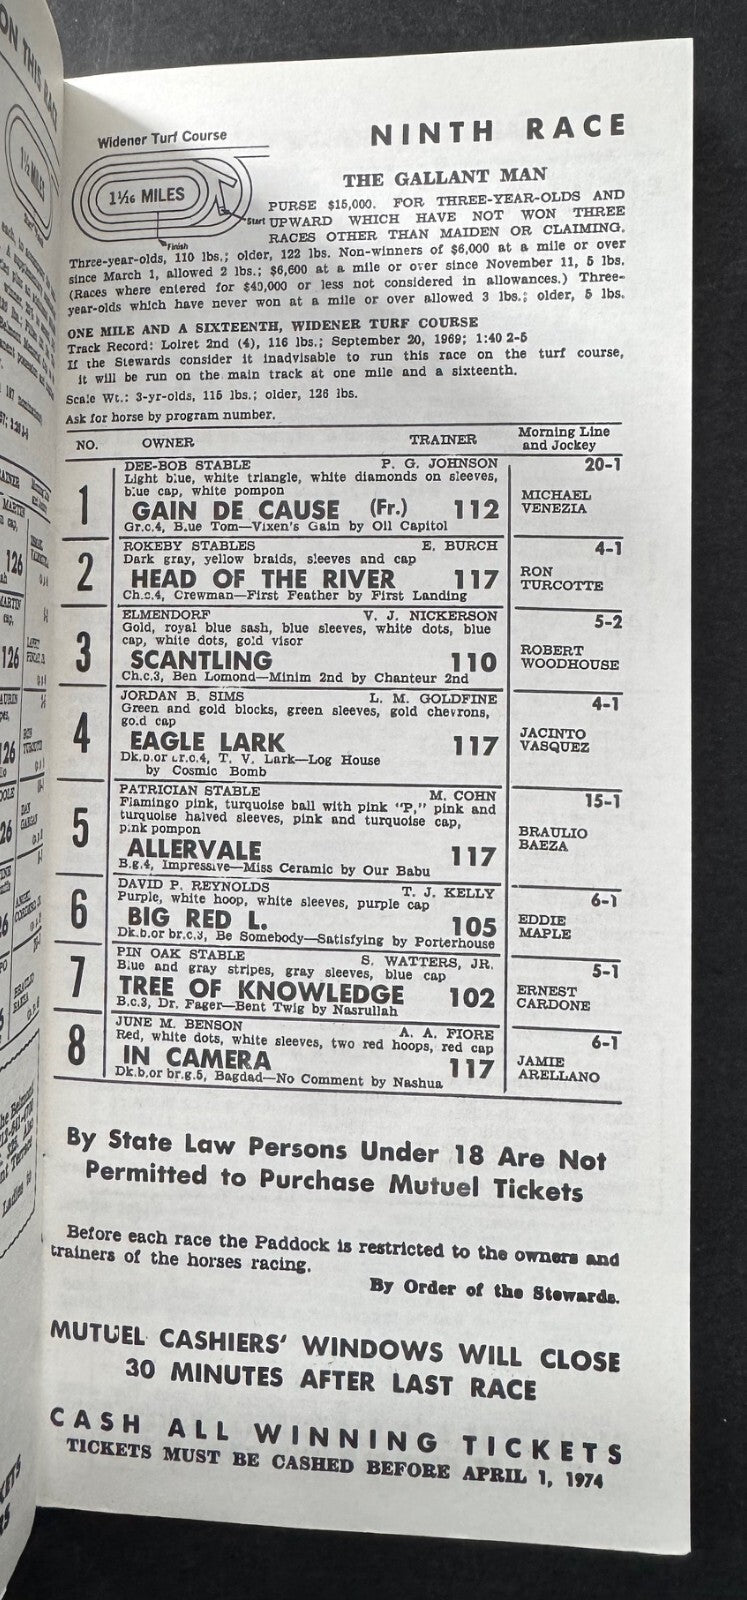 ON THIS RACE
1½ MILES
Widener Turf Course
NINTH RACE
1 1/16 MILES
Start
Finish
THE GALLANT MAN
PURSE $15,000. FOR THREE-YEAR-OLDS AND
UPWARD WHICH HAVE NOT WON THREE
RACES OTHER THAN MAIDEN OR CLAIMING.
Three-year-olds, 110 lbs.; older, 122 lbs. Non-winners of $6,000 at a mile or over
since March 1, allowed 2 lbs.; $6,600 at a mile or over since November 11, 5 lbs.
(Races where entered for $40,000 or less not considered in allowances.) Three-
year-olds which have never won at a mile or over allowed 3 lbs.; older, 5 lbs.
ONE MILE AND A SIXTEENTH, WIDENER TURF COURSE
Track Record: Loiret 2nd (4), 116 lbs.; September 20, 1969; 1:40 2-5
If the Stewards consider it inadvisable to run this race on the turf course,
it will be run on the main track at one mile and a sixteenth.
Scale Wt.: 3-yr-olds, 115 lbs.; older, 126 lbs.
Ask for horse by program number.
NO. OWNER TRAINER Morning Line
and Jockey
DEE-BOB STABLE P. G. JOHNSON 20-1
Light blue, white triangle, white diamonds on sleeves,
blue cap, white pompon
1 GAIN DE CAUSE (Fr.) 112 MICHAEL
VENEZIA
Gr.c.4, Blue Tom—Vixen's Gain by Oil Capitol
ROKEBY STABLES E. BURCH 4-1
Dark gray, yellow braids, sleeves and cap
2 HEAD OF THE RIVER 117 RON
TURCOTTE
Ch.c.4, Crewman—First Feather by First Landing
ELMENDORF V. J. NICKERSON 5-2
Gold, royal blue sash, blue sleeves, white dots, blue
cap, white dots, gold visor
3 SCANTLING 110 ROBERT
WOODHOUSE
Ch.c.3, Ben Lomond—Minim 2nd by Chanteur 2nd
JORDAN B. SIMS L. M. GOLDFINE 4-1
Green and gold blocks, green sleeves, gold chevrons,
gold cap
4 EAGLE LARK 117 JACINTO
VASQUEZ
Dk.b.or br.c.4, T. V. Lark—Log House
by Cosmic Bomb
PATRICIAN STABLE M. COHN 15-1
Flamingo pink, turquoise ball with pink "P," pink and
turquoise halved sleeves, pink and turquoise cap,
pink pompon
5 ALLERVALE 117 BRAULIO
BAEZA
B.g.4, Impressive—Miss Ceramic by Our Babu
DAVID P. REYNOLDS T. J. KELLY 6-1
Purple, white hoop, white sleeves, purple cap
6 BIG RED L. 105 EDDIE
MAPLE
Dk.b.or br.c.3, Be Somebody—Satisfying by Porterhouse
PIN OAK STABLE S. WATTERS, JR. 5-1
Blue and gray stripes, gray sleeves, blue cap
7 TREE OF KNOWLEDGE 102 ERNEST
CARDONE
B.c.3, Dr. Fager—Bent Twig by Nasrullah
JUNE M. BENSON A. A. FIORE 6-1
Red, white dots, white sleeves, two red hoops, red cap
8 IN CAMERA 117 JAMIE
ARELLANO
Dk.b.or br.g.5, Bagdad—No Comment by Nashua
By State Law Persons Under 18 Are Not
Permitted to Purchase Mutuel Tickets
Before each race the Paddock is restricted to the owners and
trainers of the horses racing.
By Order of the Stewards.
MUTUEL CASHIERS' WINDOWS WILL CLOSE
30 MINUTES AFTER LAST RACE
CASH ALL WINNING TICKETS
TICKETS MUST BE CASHED BEFORE APRIL 1, 1974